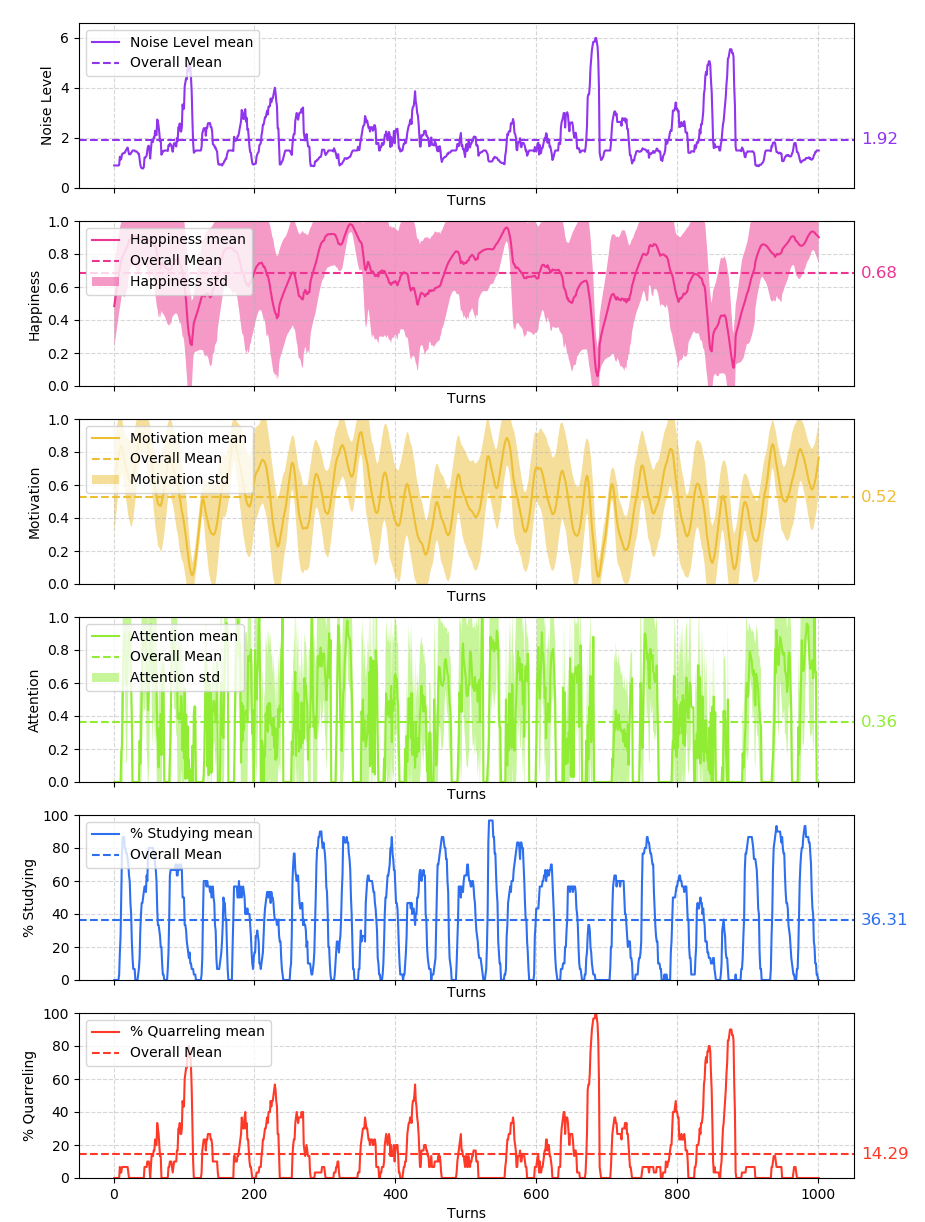 Noise Level mean
Overall Mean
Noise Level
0
2
4
6
1.92
Turns
Happiness mean
Overall Mean
Happiness std
Happiness
0.0
0.2
0.4
0.6
0.8
1.0
0.68
Turns
Motivation mean
Overall Mean
Motivation std
Motivation
0.0
0.2
0.4
0.6
0.8
1.0
0.52
Turns
Attention mean
Overall Mean
Attention std
Attention
0.0
0.2
0.4
0.6
0.8
1.0
0.36
Turns
% Studying mean
Overall Mean
% Studying
0
20
40
60
80
100
36.31
Turns
% Quarreling mean
Overall Mean
% Quarreling
0
20
40
60
80
100
14.29
0 200 400 600 800 1000
Turns